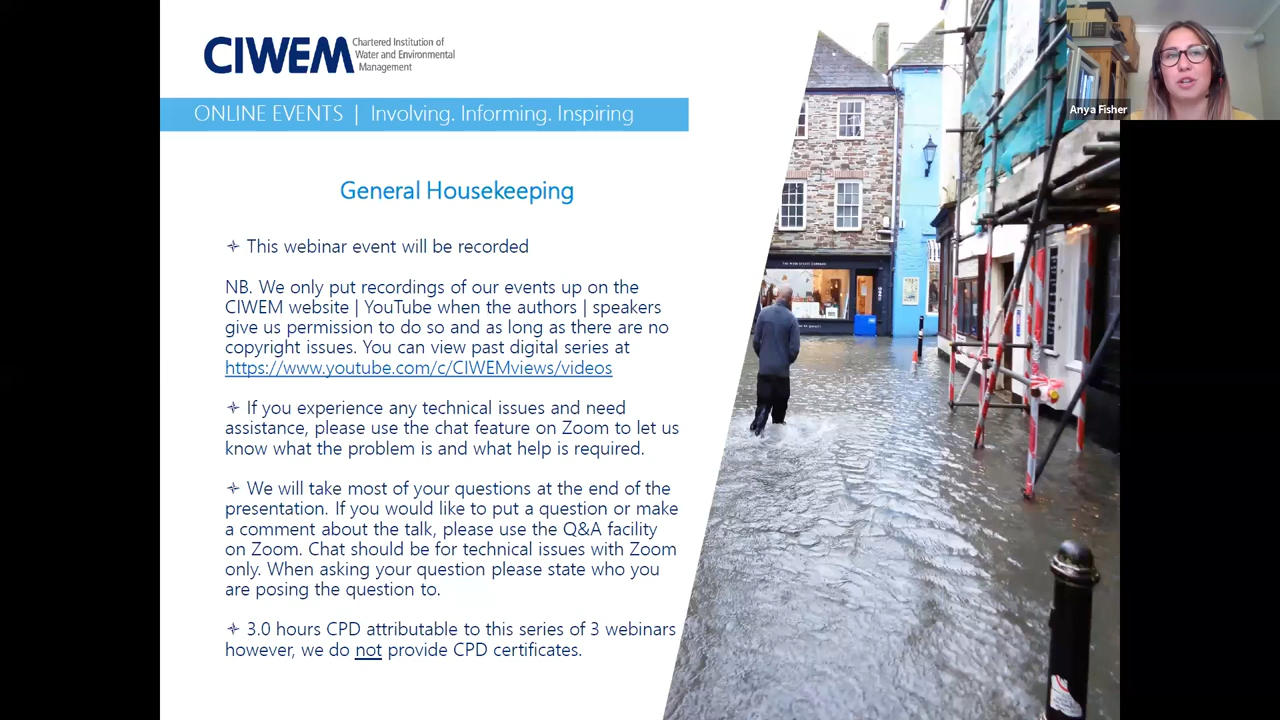 CIWEM
Chartered Institution of
Water and Environmental
Management
ONLINE EVENTS | Involving. Informing. Inspiring
Anya Fisher
General Housekeeping
This webinar event will be recorded
NB. We only put recordings of our events up on the
CIWEM website | YouTube when the authors | speakers
give us permission to do so and as long as there are no
copyright issues. You can view past digital series at
https://www.youtube.com/c/CIWEMviews/videos
If you experience any technical issues and need
assistance, please use the chat feature on Zoom to let us
know what the problem is and what help is required.
We will take most of your questions at the end of the
presentation. If you would like to put a question or make
a comment about the talk, please use the Q&A facility
on Zoom. Chat should be for technical issues with Zoom
only. When asking your question please state who you
are posing the question to.
3.0 hours CPD attributable to this series of 3 webinars
however, we do not provide CPD certificates.